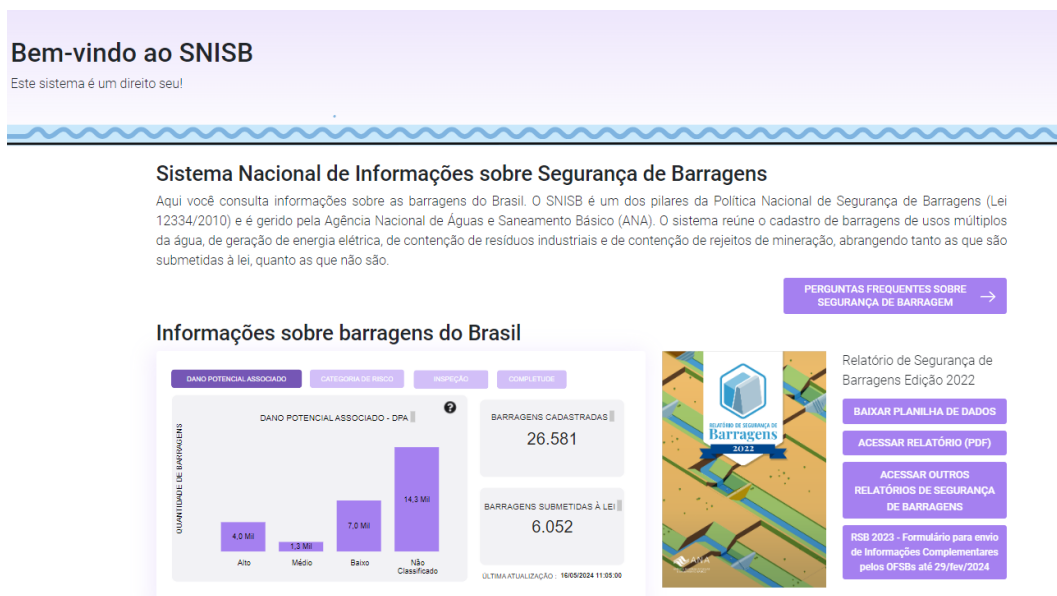 Bem-vindo ao SNISB
Este sistema é um direito seu!
Sistema Nacional de Informações sobre Segurança de Barragens
Aqui você consulta informações sobre as barragens do Brasil. O SNISB é um dos pilares da Política Nacional de Segurança de Barragens (Lei
12334/2010) e é gerido pela Agência Nacional de Águas e Saneamento Básico (ANA). O sistema reúne o cadastro de barragens de usos múltiplos
da água, de geração de energia elétrica, de contenção de resíduos industriais e de contenção de rejeitos de mineração, abrangendo tanto as que são
submetidas à lei, quanto as que não são.
PERGUNTAS FREQUENTES SOBRE
SEGURANÇA DE BARRAGEM
Informações sobre barragens do Brasil
DANO POTENCIAL ASSOCIADO
CATEGORIA DE RISCO
INSPEÇÃO
COMPLETUDE
DANO POTENCIAL ASSOCIADO - DPA
?
QUANTIDADE DE BARRAGENS
4,0 Mil
1,3 Mil
7,0 Mil
14,3 Mil
Alto
Médio
Baixo
Não
Classificado
BARRAGENS CADASTRADAS
26.581
BARRAGENS SUBMETIDAS À LEI
6.052
ÚLTIMA ATUALIZAÇÃO : 16/05/2024 11:05:00
RELATÓRIO DE SEGURANÇA DE
Barragens
2022
ANA
Relatório de Segurança de
Barragens Edição 2022
BAIXAR PLANILHA DE DADOS
ACESSAR RELATÓRIO (PDF)
ACESSAR OUTROS
RELATÓRIOS DE SEGURANÇA
DE BARRAGENS
RSB 2023 - Formulário para envio
de Informações Complementares
pelos OFSBs até 29/fev/2024